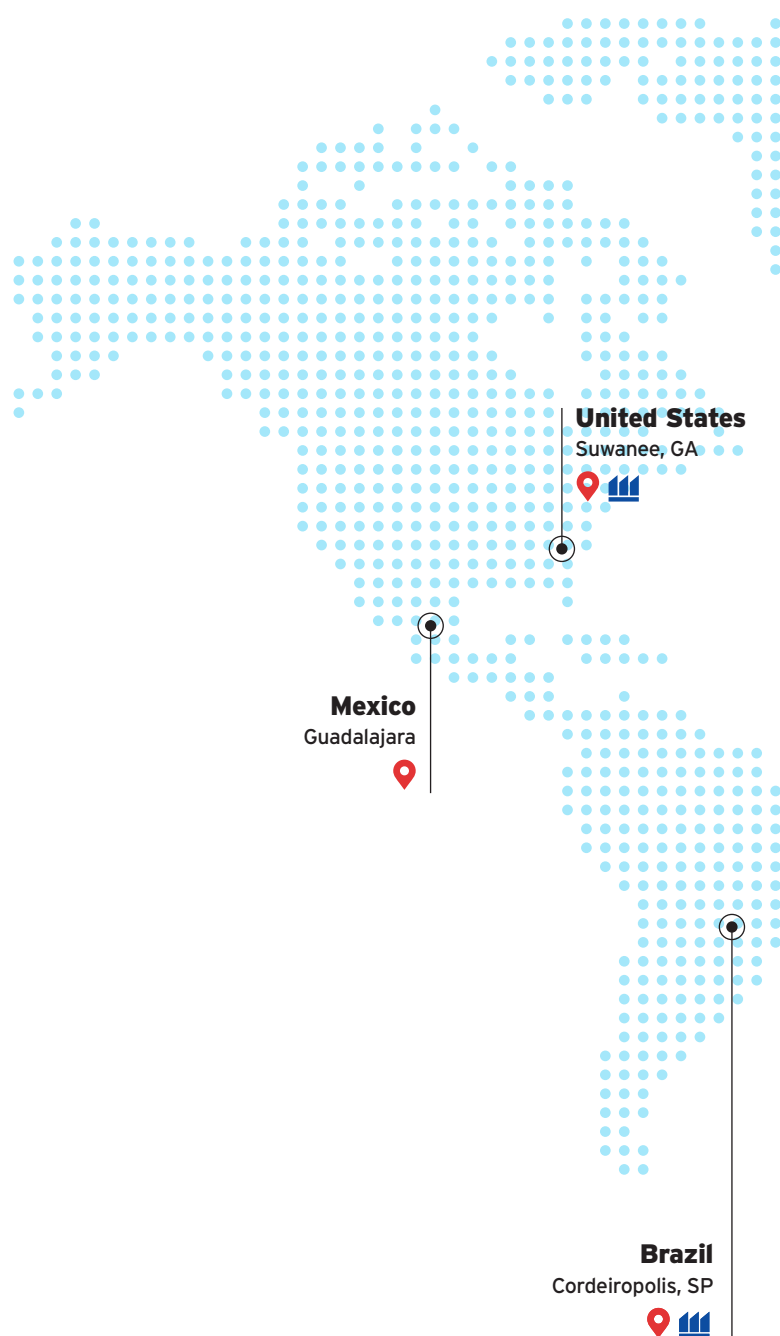 United States
Suwanee, GA
Mexico
Guadalajara
Brazil
Cordeiropolis, SP